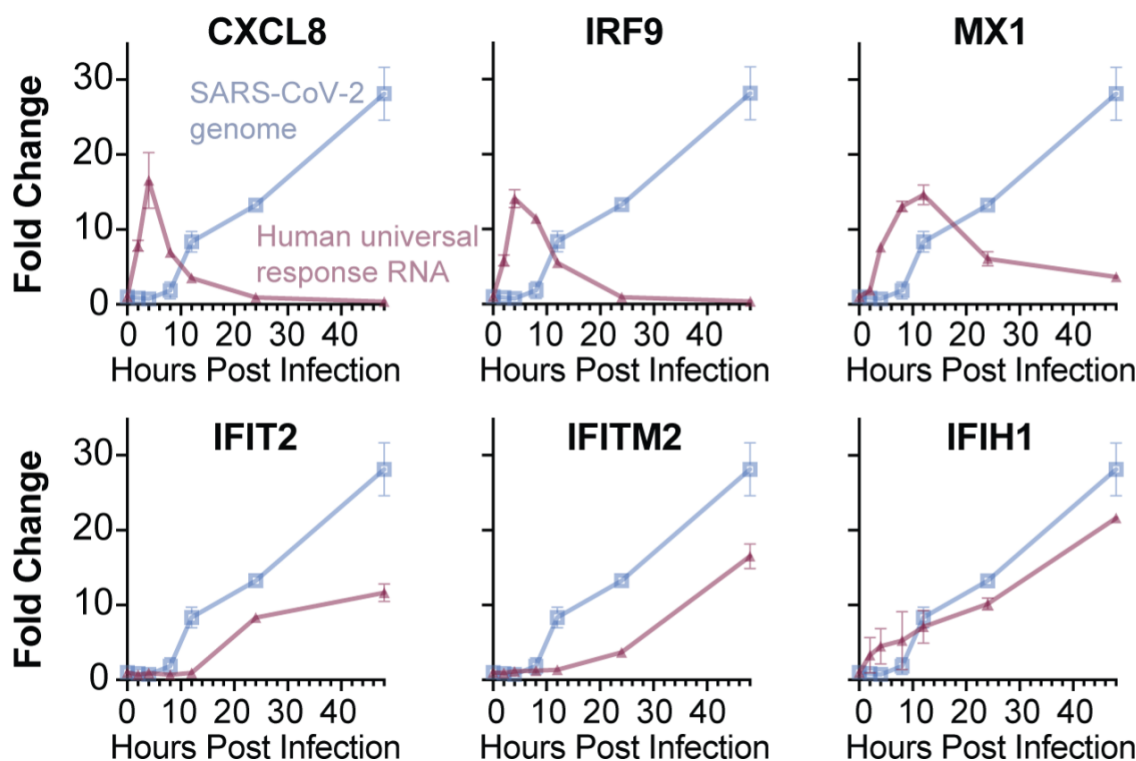 CXCL8
IRF9
MX1
Fold Change
30
20
10
0
SARS-CoV-2
genome
Human universal
response RNA
0 10 20 30 40
0 10 20 30 40
0 10 20 30 40
Hours Post Infection
Hours Post Infection
Hours Post Infection
IFIT2
IFITM2
IFIH1
Fold Change
30
20
10
0
0 10 20 30 40
0 10 20 30 40
0 10 20 30 40
Hours Post Infection
Hours Post Infection
Hours Post Infection